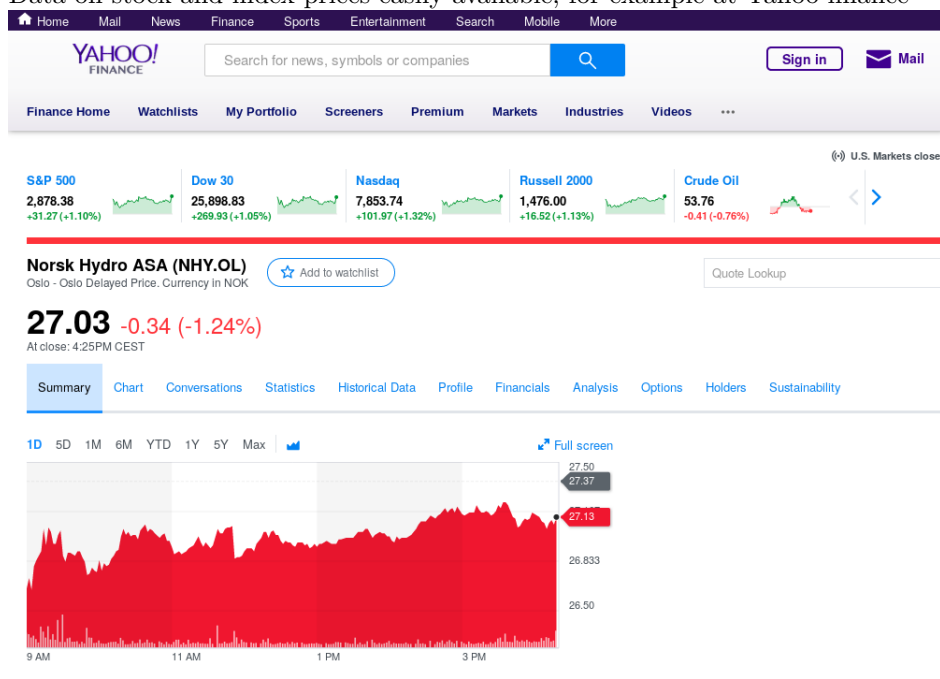 Data on stock and index prices easily available, for example at Yahoo finance
Home Mail News Finance Sports Entertainment Search Mobile More
YAHOO!
FINANCE
Search for news, symbols or companies
Sign in
Mail
Finance Home Watchlists My Portfolio Screeners Premium Markets Industries Videos ...
U.S. Markets close
S&P 500 Dow 30 Nasdaq Russell 2000 Crude Oil
2,878.38 25,898.83 7,853.74 1,476.00 53.76
+31.27 (+1.10%) +269.93 (+1.05%) +101.97 (+1.32%) +16.52 (+1.13%) -0.41 (-0.76%)
Norsk Hydro ASA (NHY.OL)
Oslo - Oslo Delayed Price. Currency in NOK
Add to watchlist
Quote Lookup
27.03 -0.34 (-1.24%)
At close: 4:25PM CEST
Summary Chart Conversations Statistics Historical Data Profile Financials Analysis Options Holders Sustainability
1D 5D 1M 6M YTD 1Y 5Y Max
Full screen
27.50
27.37
27.13
26.833
26.50
9 AM 11 AM 1 PM 3 PM